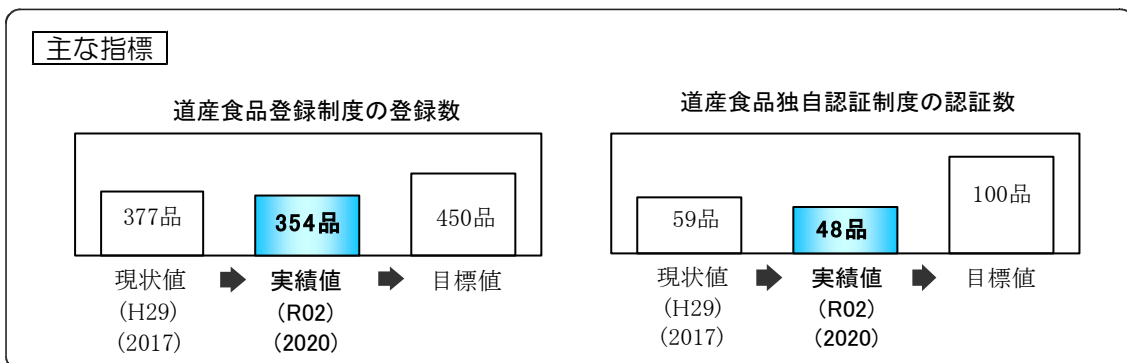 主な指標
道産食品登録制度の登録数
377品
354品
450品
現状値
(H29)
(2017)
実績値
(R02)
(2020)
目標値
道産食品独自認証制度の認証数
59品
48品
100品
現状値
(H29)
(2017)
実績値
(R02)
(2020)
目標値